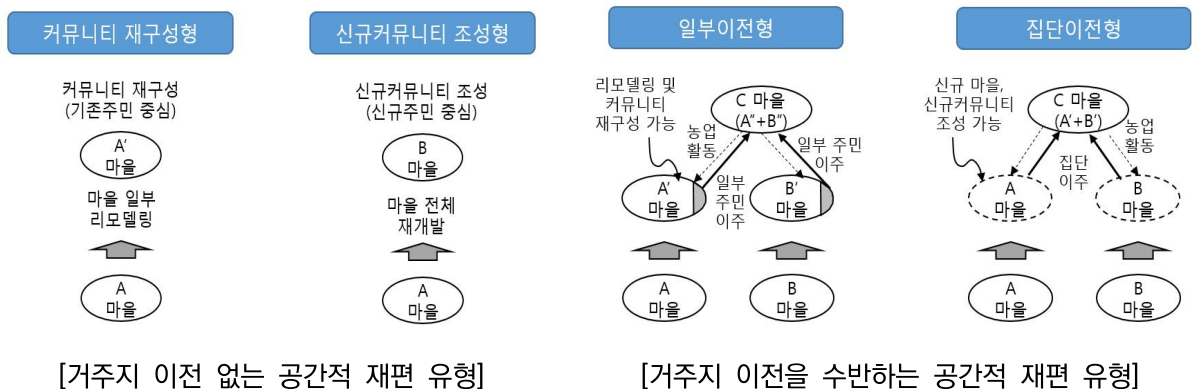 커뮤니티 재구성형
커뮤니티 재구성
(기존주민 중심)
A'
마을
마을 일부
리모델링
A
마을
신규커뮤니티 조성형
신규커뮤니티 조성
(신규주민 중심)
B
마을
마을 전체
재개발
A
마을
[거주지 이전 없는 공간적 재편 유형]
일부이전형
리모델링 및
커뮤니티
재구성 가능
C 마을
(A"+B")
농업
활동
일부 주민
이주
A'
마을
일부
주민
이주
B'
마을
A
마을
B
마을
집단이전형
신규 마을,
신규커뮤니티
조성 가능
C 마을
(A'+B')
농업
활동
집단
이주
A
마을
B
마을
A
마을
B
마을
[거주지 이전을 수반하는 공간적 재편 유형]